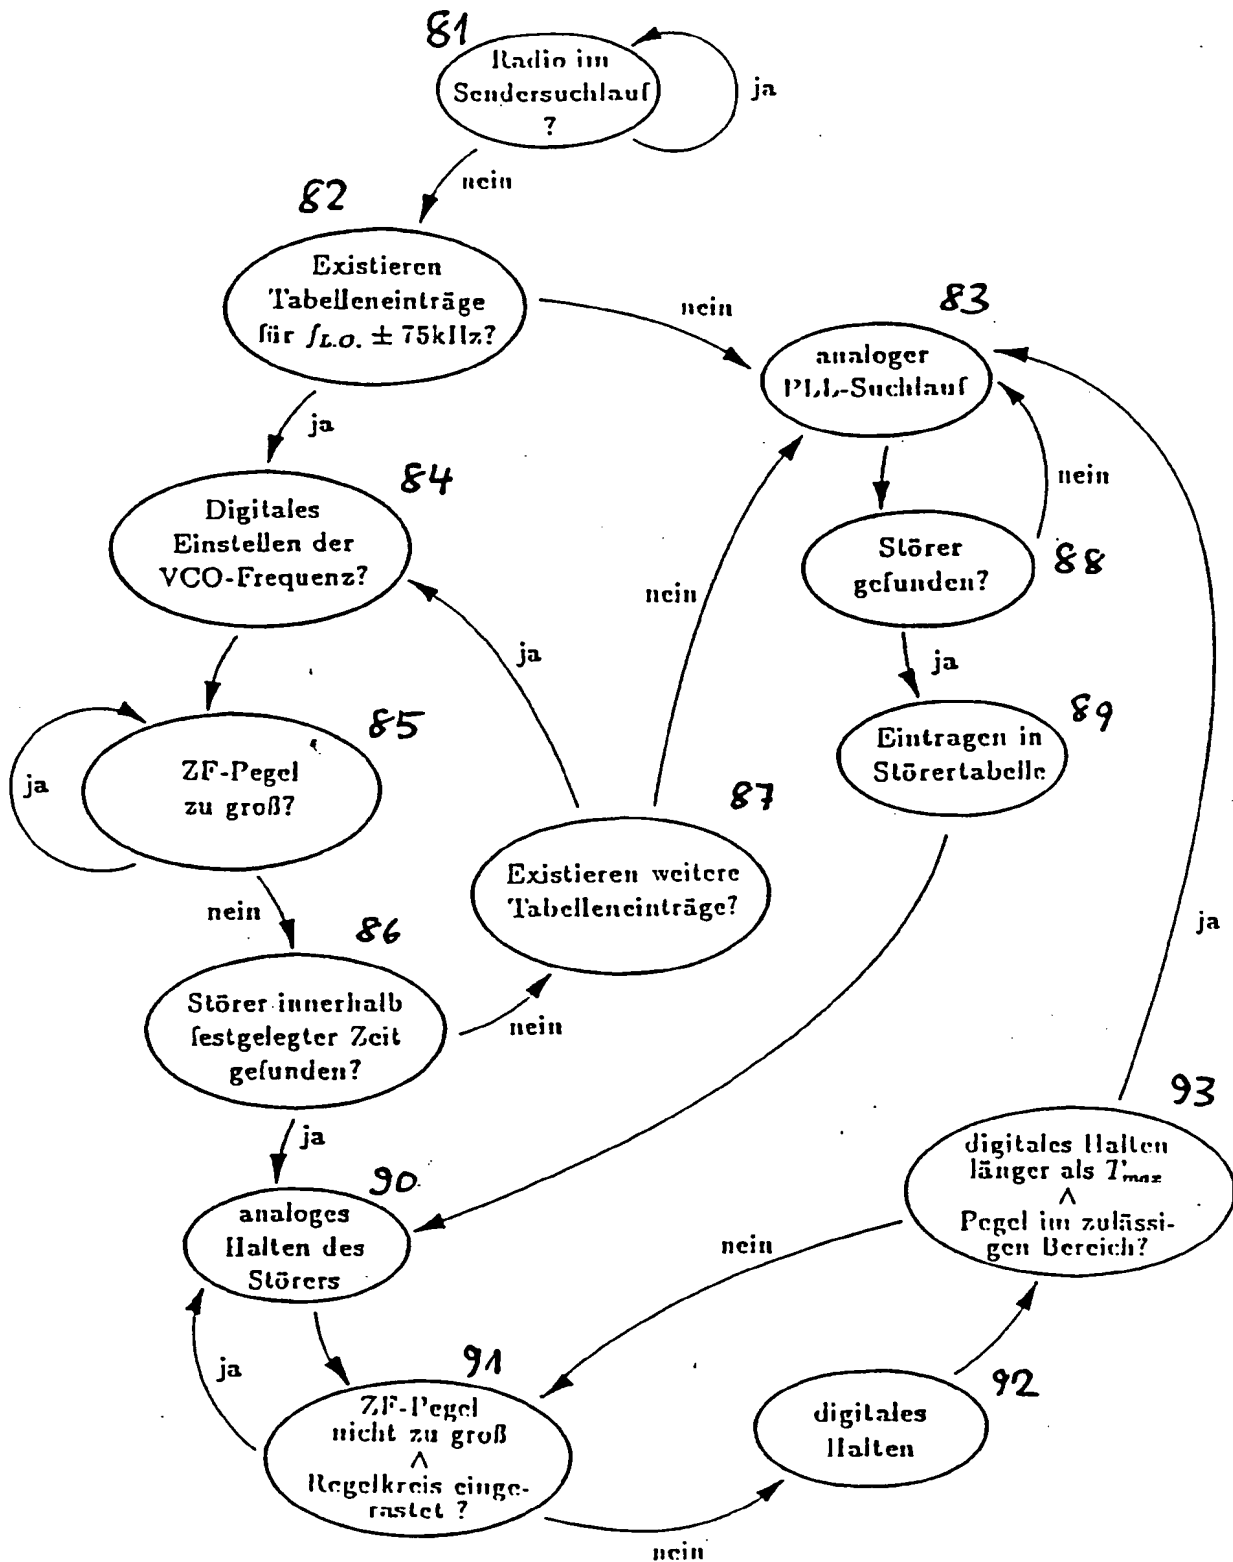 81
Radio im
Sendersuchlauf
?
ja
nein
82
Existieren
Tabelleneinträge
für f_L.O. ± 75kHz?
nein
83
analoger
PLL-Suchlauf
ja
84
Digitales
Einstellen der
VCO-Frequenz?
nein
88
Störer
gefunden?
nein
ja
ja
85
ZF-Pegel
zu groß?
ja
89
Eintragen in
Störertabelle
87
Existieren weitere
Tabelleneinträge?
nein
86
Störer innerhalb
festgelegter Zeit
gefunden?
nein
ja
ja
93
digitales Halten
länger als T_max
∧
Pegel im zulässi-
gen Bereich?
90
analoges
Halten des
Störers
nein
ja
91
ZF-Pegel
nicht zu groß
∧
Regelkreis einge-
rastet ?
92
digitales
Halten
nein